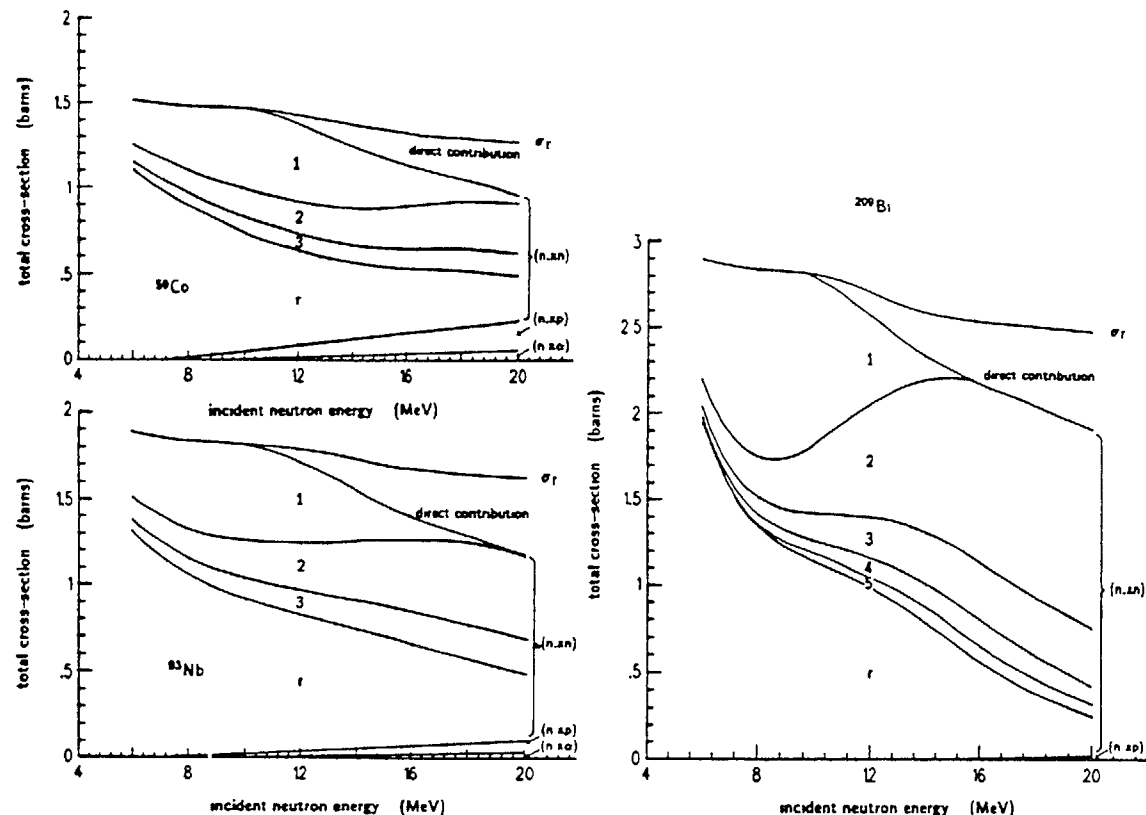 2
total cross-section (barns)
1.5
1
.5
0
1
2
3
r
direct contribution
σr
(n,xn)
(n,xp)
(n,xα)
59Co
4
8
12
16
20
incident neutron energy (MeV)
2
total cross-section (barns)
1.5
1
.5
0
1
2
3
r
direct contribution
σr
(n,xn)
(n,xp)
(n,xα)
93Nb
4
8
12
16
20
incident neutron energy (MeV)
209Bi
3
total cross-section (barns)
2.5
2
1.5
1
.5
0
1
2
3
4
5
r
direct contribution
σr
(n,xn)
(n,xp)
4
8
12
16
20
incident neutron energy (MeV)